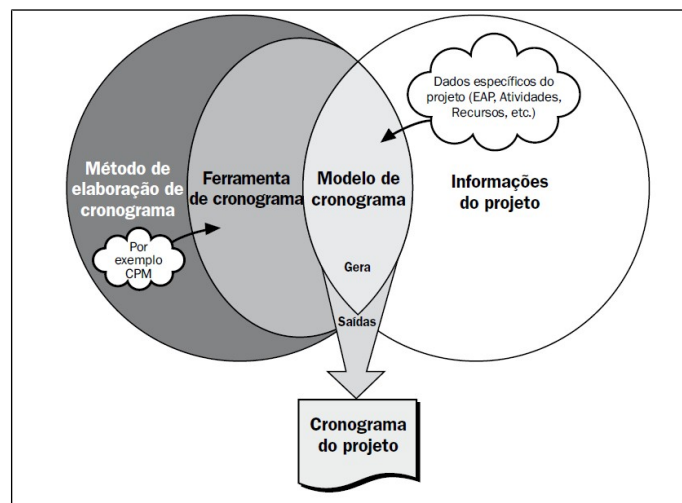 Dados específicos do
projeto (EAP, Atividades,
Recursos, etc.)
Método de
elaboração de
cronograma
Ferramenta
de cronograma
Modelo de
cronograma
Informações
do projeto
Por
exemplo
CPM
Gera
Saídas
Cronograma
do projeto